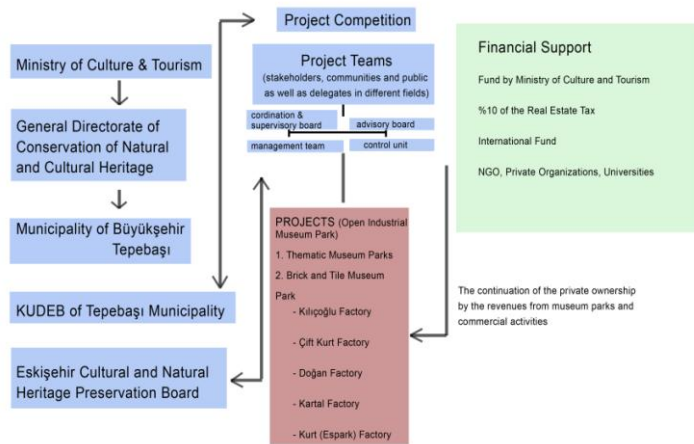 Project Competition
Ministry of Culture & Tourism
General Directorate of
Conservation of Natural
and Cultural Heritage
Municipality of Büyükşehir
Tepebaşı
KUDEB of Tepebaşı Municipality
Eskişehir Cultural and Natural
Heritage Preservation Board
Project Teams
(stakeholders, communities and public
as well as delegates in different fields)
cordination &
supervisory board
advisory board
management team
control unit
PROJECTS (Open Industrial
Museum Park)
1. Thematic Museum Parks
2. Brick and Tile Museum
Park
- Kılıçoğlu Factory
- Çift Kurt Factory
- Doğan Factory
- Kartal Factory
- Kurt (Espark) Factory
Financial Support
Fund by Ministry of Culture and Tourism
%10 of the Real Estate Tax
International Fund
NGO, Private Organizations, Universities
The continuation of the private ownership
by the revenues from museum parks and
commercial activities